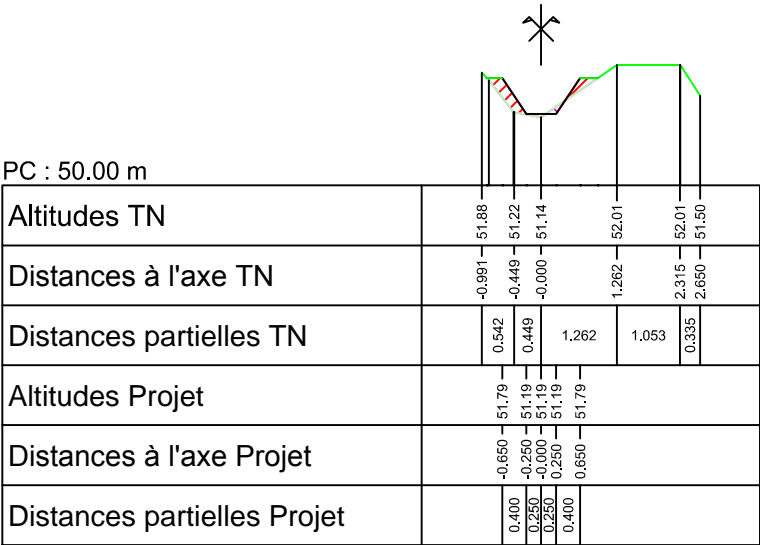 PC : 50.00 m
Altitudes TN
51.88 51.22 51.14 52.01 52.01 51.50
Distances à l'axe TN
-0.991 -0.449 -0.000 1.262 2.315 2.650
Distances partielles TN
0.542 0.449 1.262 1.053 0.335
Altitudes Projet
51.79 51.19 51.19 51.19 51.79
Distances à l'axe Projet
-0.650 -0.250 -0.000 0.250 0.650
Distances partielles Projet
0.400 0.250 0.250 0.400